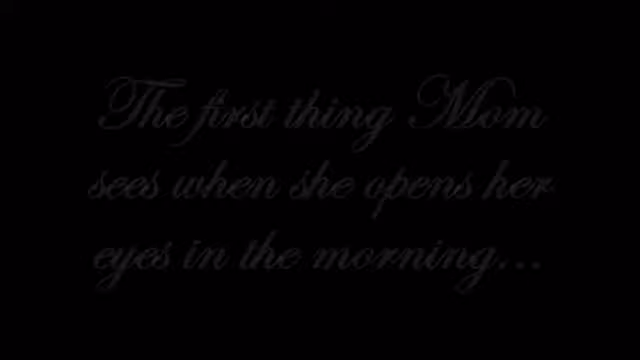 The first thing Mom
sees when she opens her
eyes in the morning...